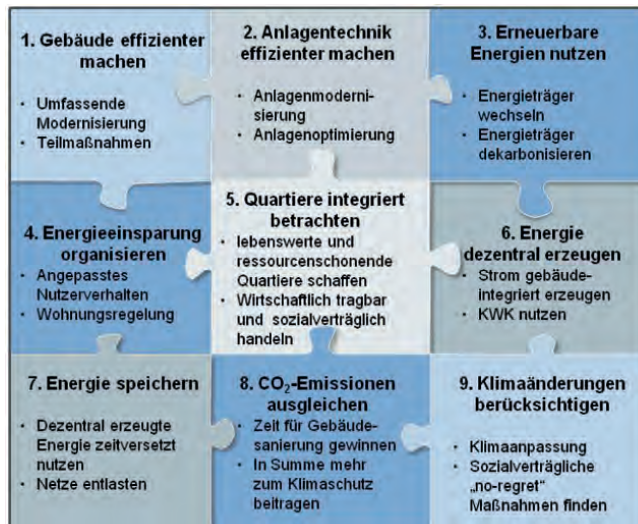 1. Gebäude effizienter
machen
• Umfassende
Modernisierung
• Teilmaßnahmen
2. Anlagentechnik
effizienter machen
• Anlagenmoderni-
sierung
• Anlagenoptimierung
3. Erneuerbare
Energien nutzen
• Energieträger
wechseln
• Energieträger
dekarbonisieren
4. Energieeinsparung
organisieren
• Angepasstes
Nutzerverhalten
• Wohnungsregelung
5. Quartiere integriert
betrachten
• lebenswerte und
ressourcenschonende
Quartiere schaffen
• Wirtschaftlich tragbar
und sozialverträglich
handeln
6. Energie
dezentral erzeugen
• Strom gebäude-
integriert erzeugen
• KWK nutzen
7. Energie speichern
• Dezentral erzeugte
Energie zeitversetzt
nutzen
• Netze entlasten
8. CO₂-Emissionen
ausgleichen
• Zeit für Gebäude-
sanierung gewinnen
• In Summe mehr
zum Klimaschutz
beitragen
9. Klimaänderungen
berücksichtigen
• Klimaanpassung
• Sozialverträgliche
„no-regret“
Maßnahmen finden